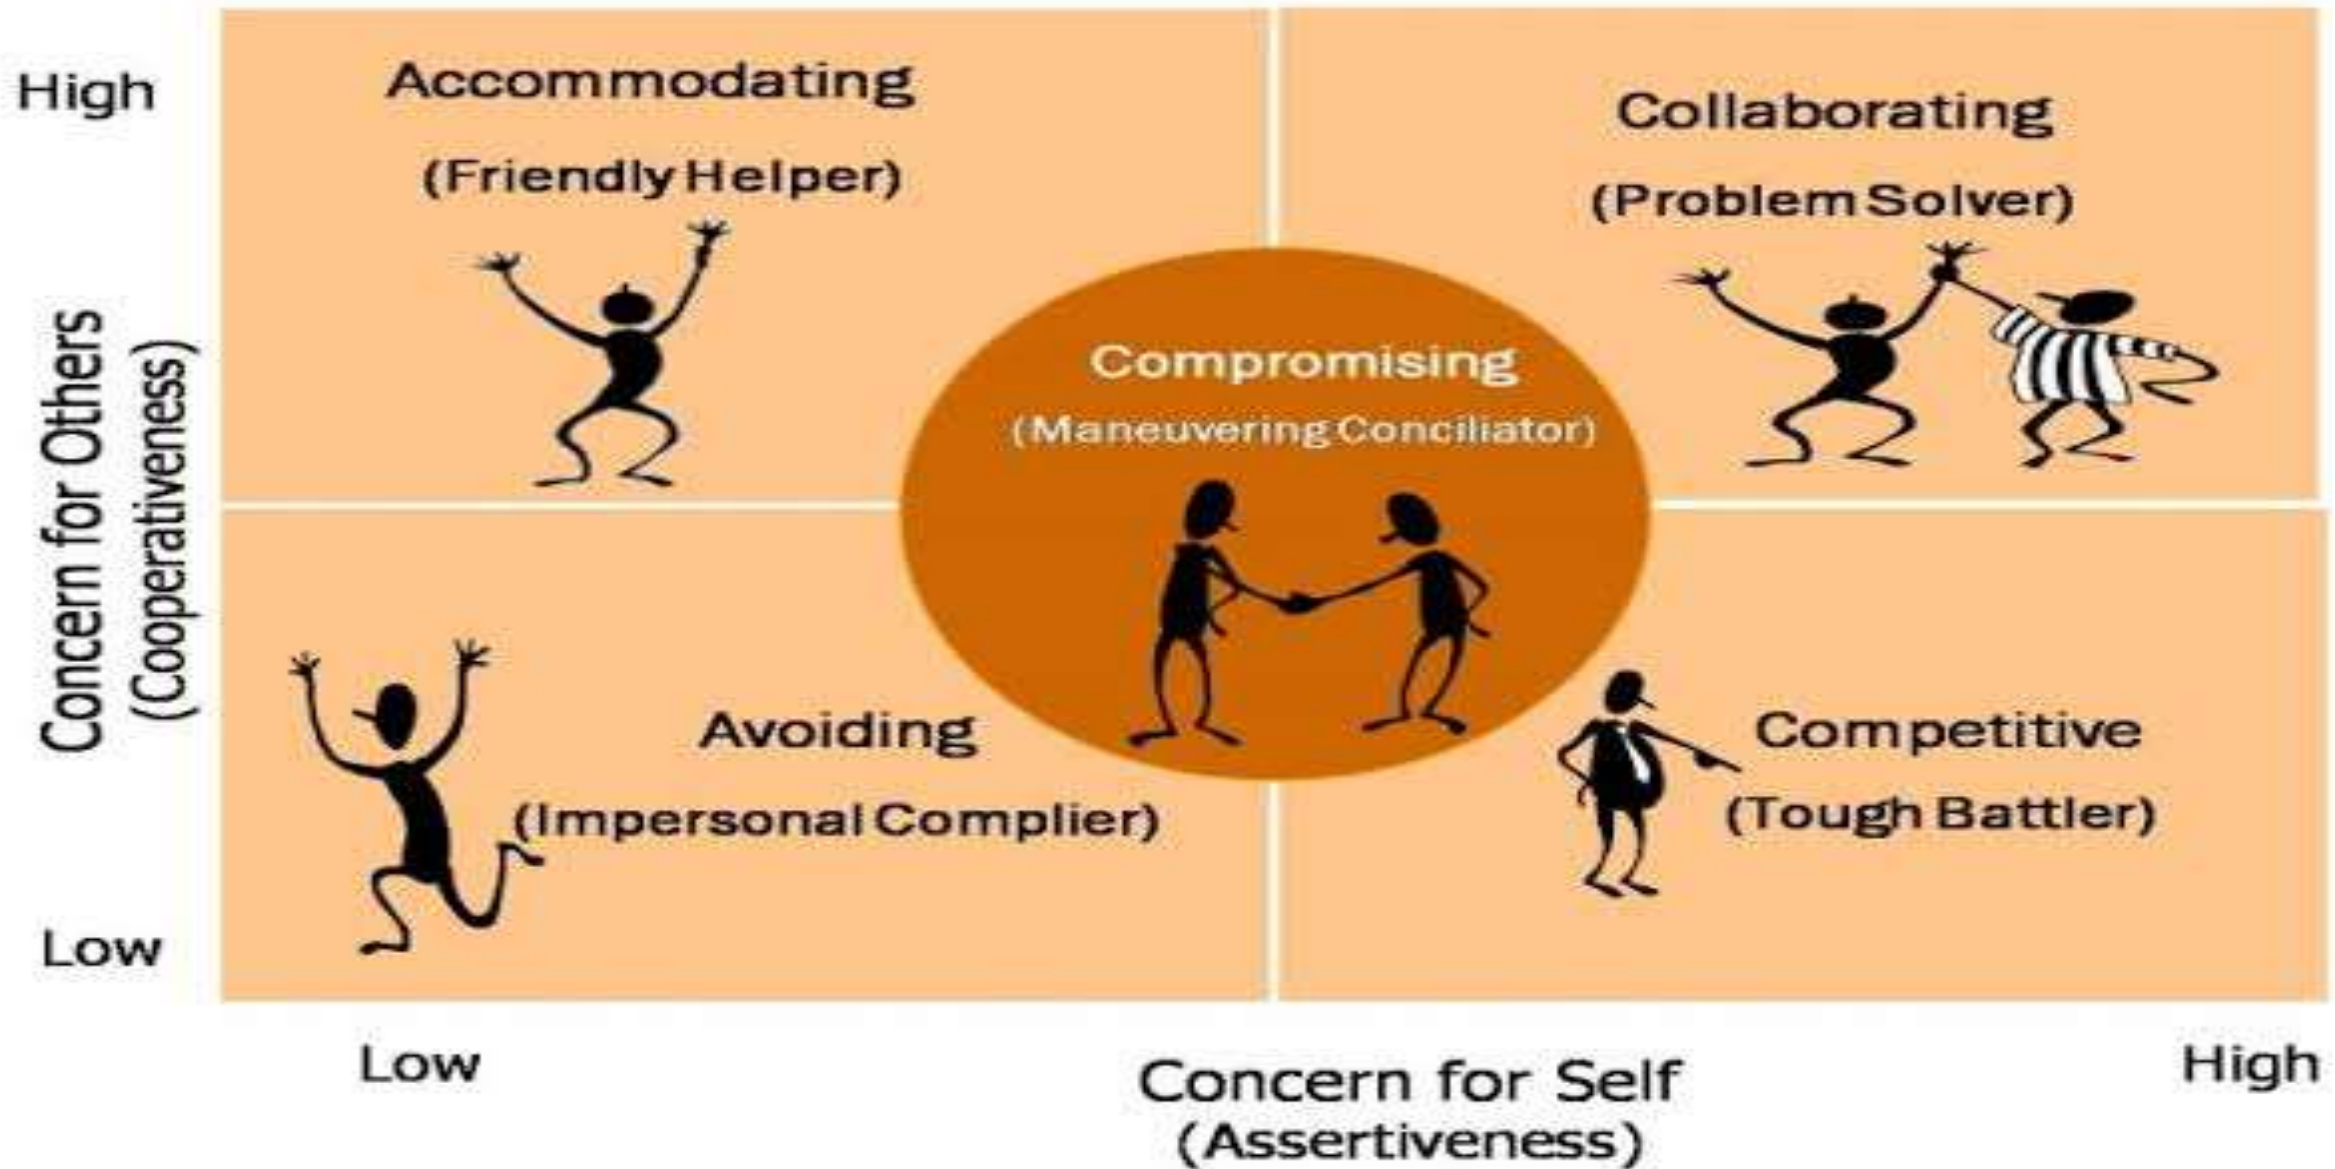 High
Accommodating
(Friendly Helper)
Collaborating
(Problem Solver)
Compromising
(Maneuvering Conciliator)
Concern for Others
(Cooperativeness)
Avoiding
(Impersonal Complier)
Competitive
(Tough Battler)
Low
Low
High
Concern for Self
(Assertiveness)